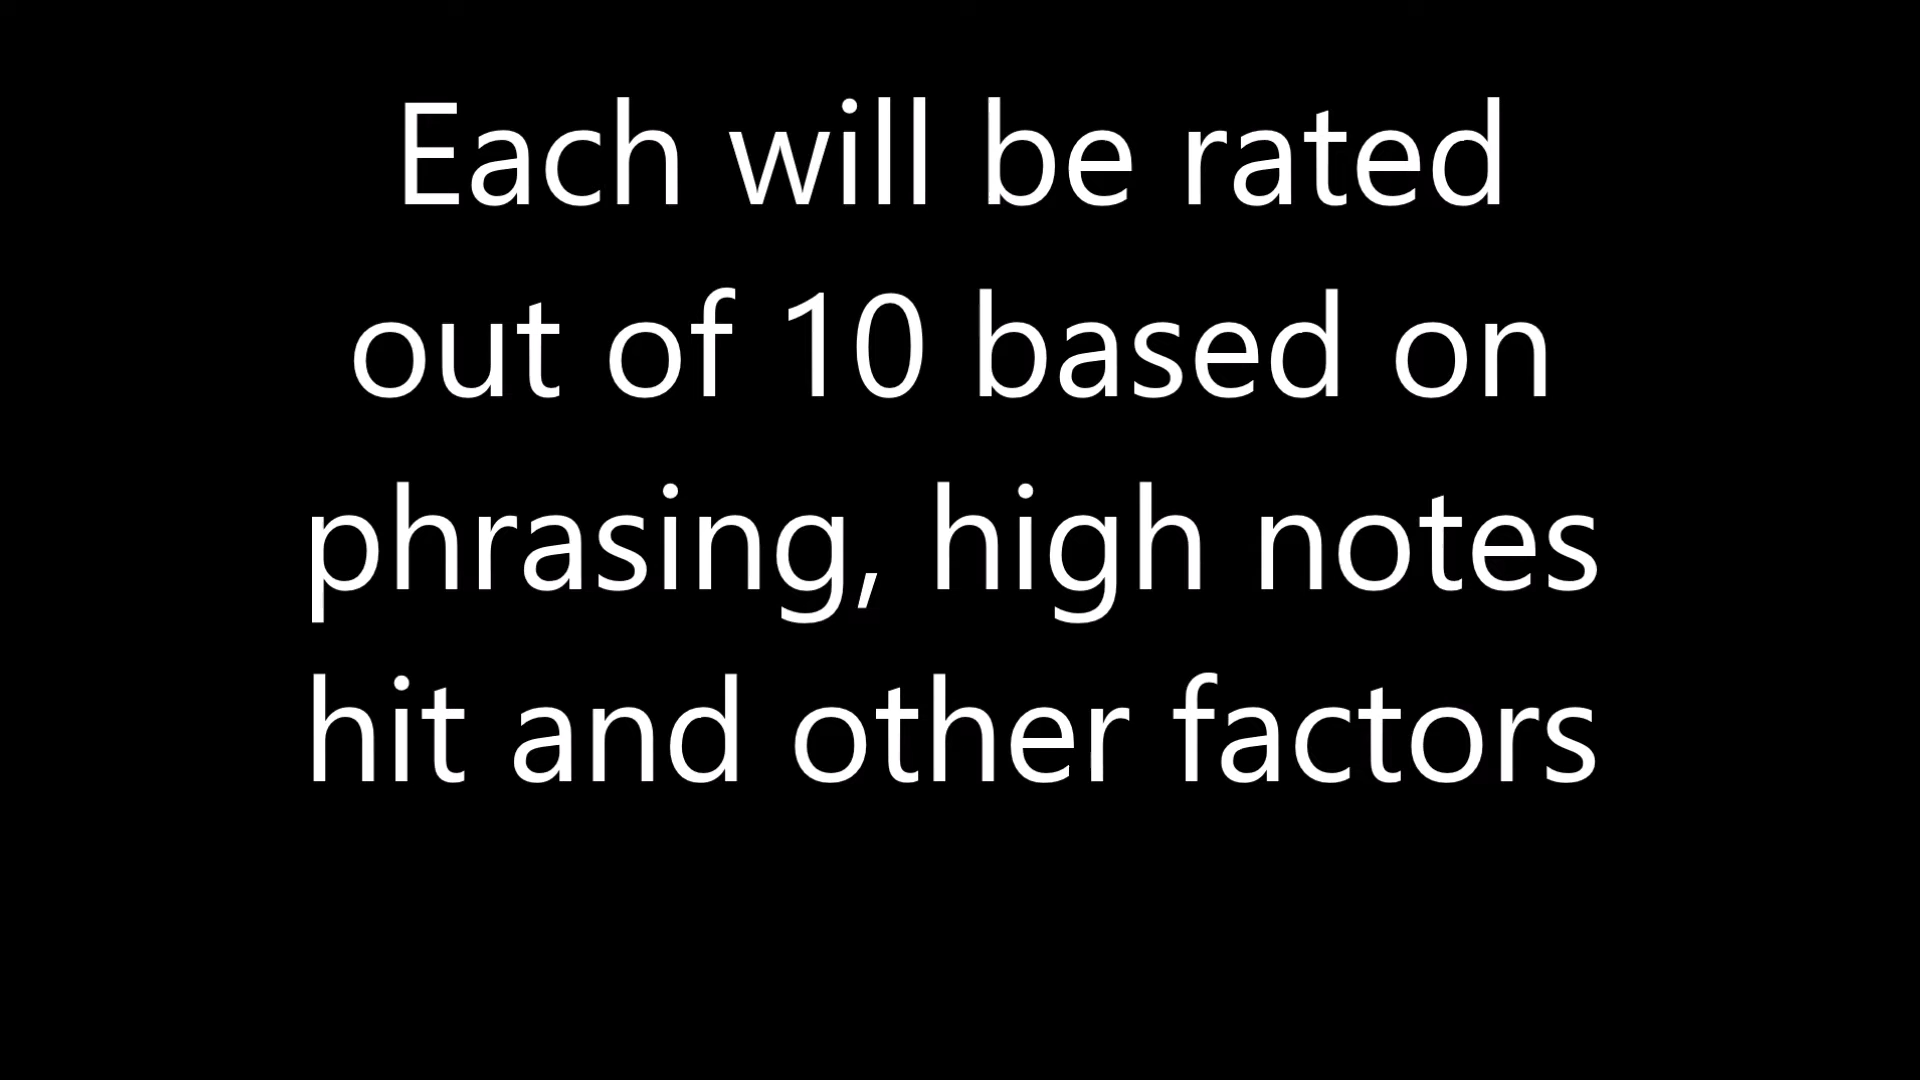 Each will be rated
out of 10 based on
phrasing, high notes
hit and other factors